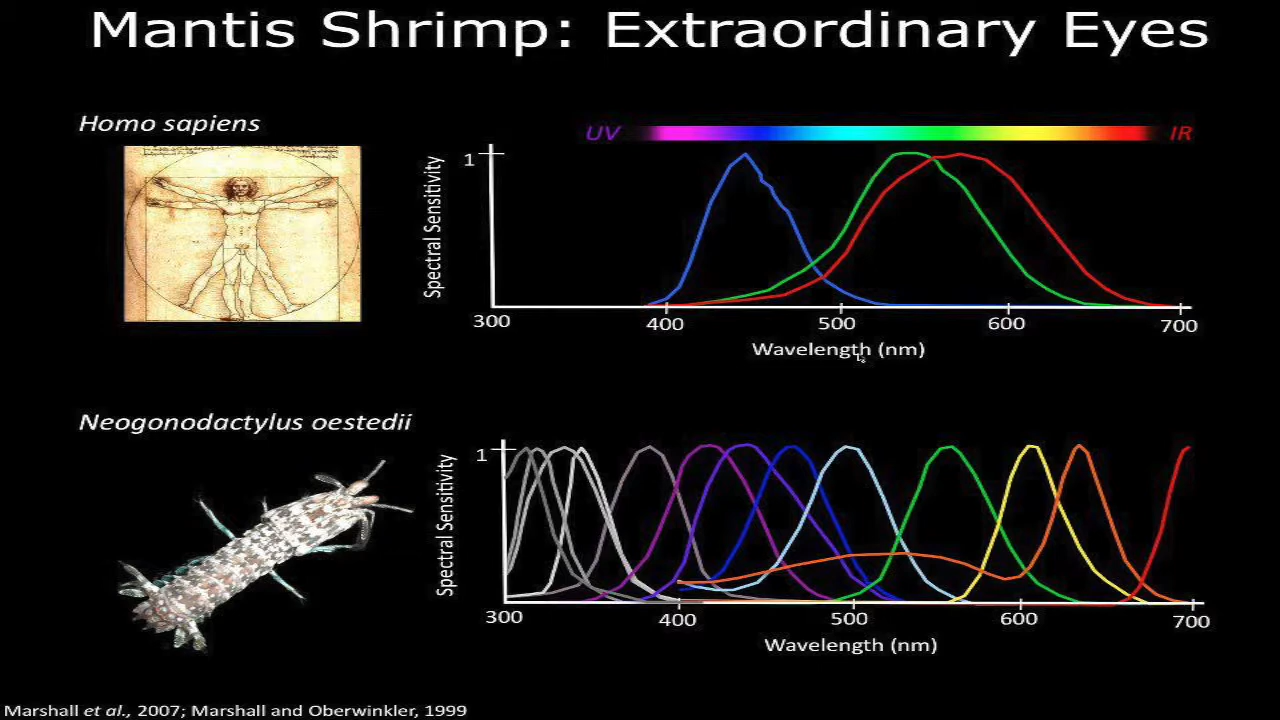 Mantis Shrimp: Extraordinary Eyes
Homo sapiens
UV
IR
1
Spectral Sensitivity
300
400
500
600
700
Wavelength (nm)
Neogonodactylus oestedii
1
Spectral Sensitivity
300
400
500
600
700
Wavelength (nm)
Marshall et al., 2007; Marshall and Oberwinkler, 1999